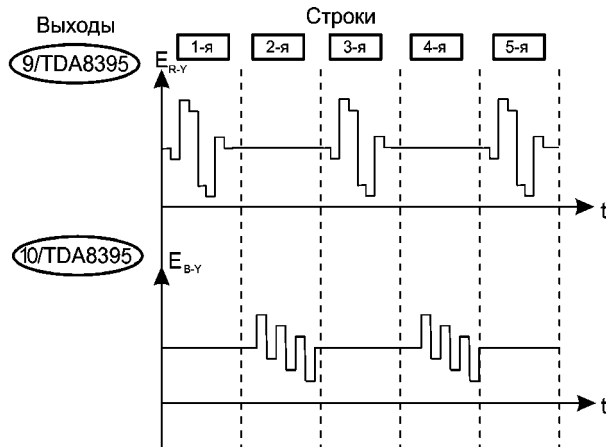 Выходы
Строки
1-я 2-я 3-я 4-я 5-я
9/TDA8395
E R-Y
t
10/TDA8395
E B-Y
t